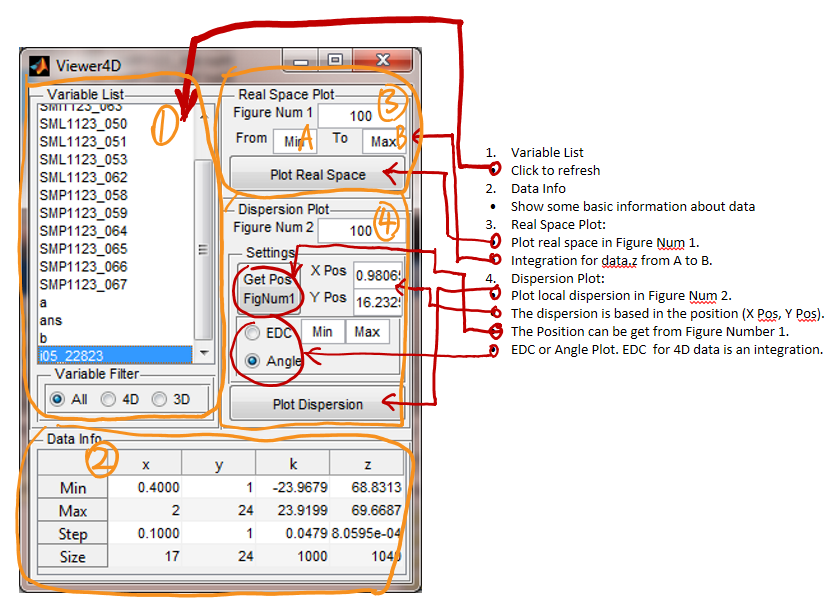 Viewer4D
Variable List
SMI1123_063
SML1123_050
SML1123_051
SML1123_053
SML1123_062
SMP1123_058
SMP1123_059
SMP1123_064
SMP1123_065
SMP1123_066
SMP1123_067
a
ans
b
i05_22823
1
Variable Filter
All 4D 3D
Real Space Plot
3
Figure Num 1 100
From Min A To Max B
Plot Real Space
Dispersion Plot
4
Figure Num 2 100
Settings
Get Pos X Pos 0.9806
FigNum1 Y Pos 16.232
EDC Min Max
Angle
Plot Dispersion
Data Info
2
x y k z
Min 0.4000 1 -23.9679 68.8313
Max 2 24 23.9199 69.6687
Step 0.1000 1 0.0479 8.0595e-04
Size 17 24 1000 1040
1. Variable List
Click to refresh
2. Data Info
• Show some basic information about data
3. Real Space Plot:
Plot real space in Figure Num 1.
Integration for data.z from A to B.
4. Dispersion Plot:
Plot local dispersion in Figure Num 2.
The dispersion is based in the position (X Pos, Y Pos).
The Position can be get from Figure Number 1.
EDC or Angle Plot. EDC for 4D data is an integration.